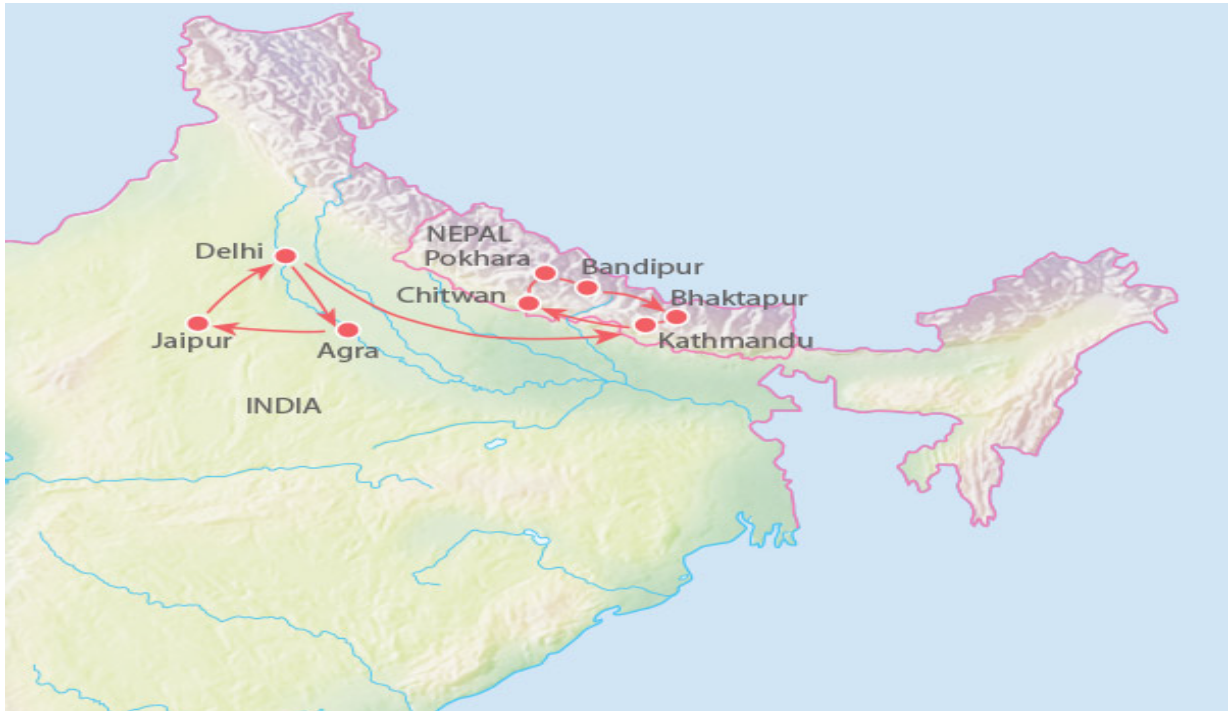 NEPAL
Delhi
Pokhara
Bandipur
Chitwan
Bhaktapur
Jaipur
Agra
Kathmandu
INDIA